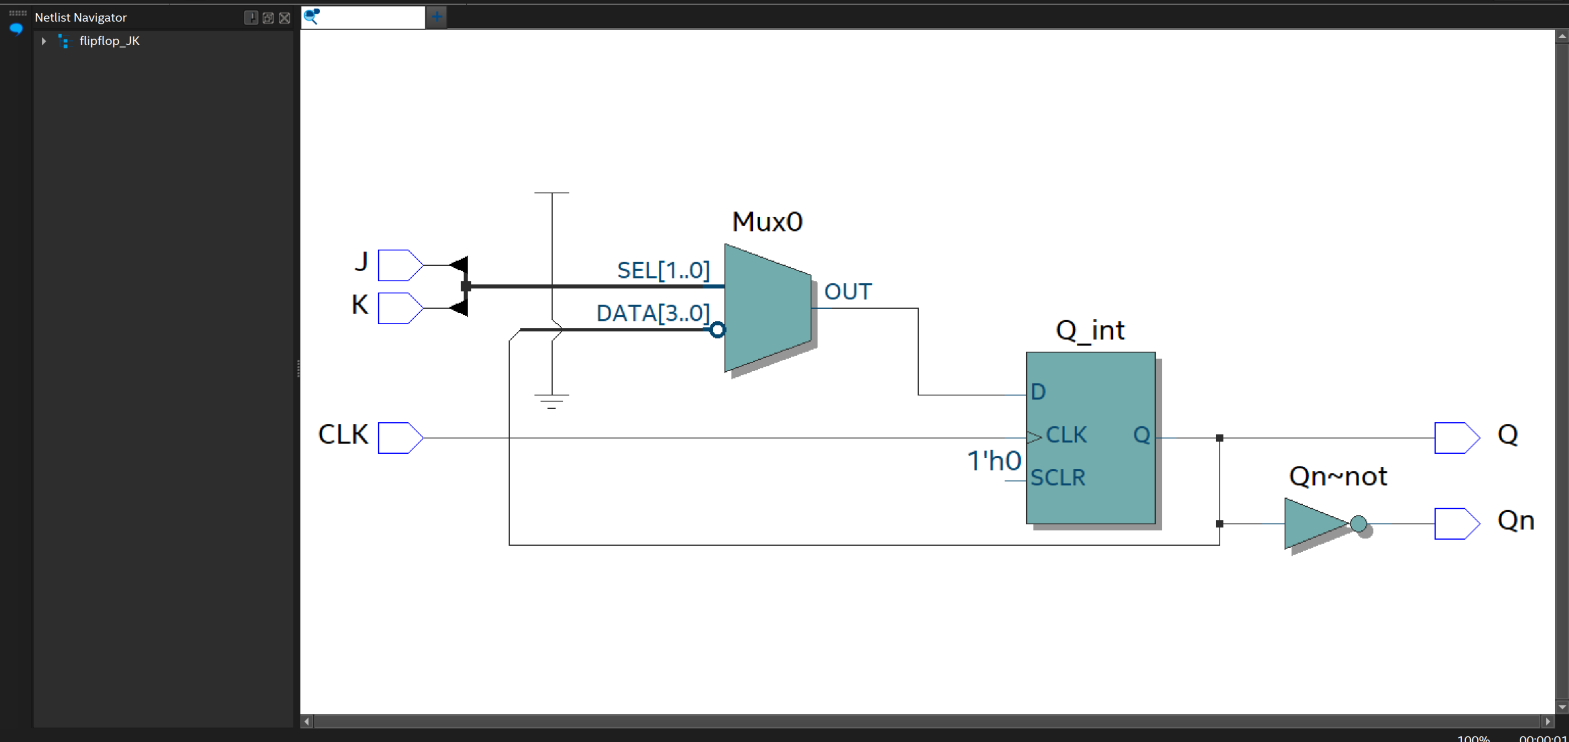 Netlist Navigator
flipflop_JK
Mux0
J
SEL[1..0]
OUT
K
DATA[3..0]
Q_int
D
CLK
CLK
Q
Q
1'h0
SCLR
Qn~not
Qn
100%
00:00:01